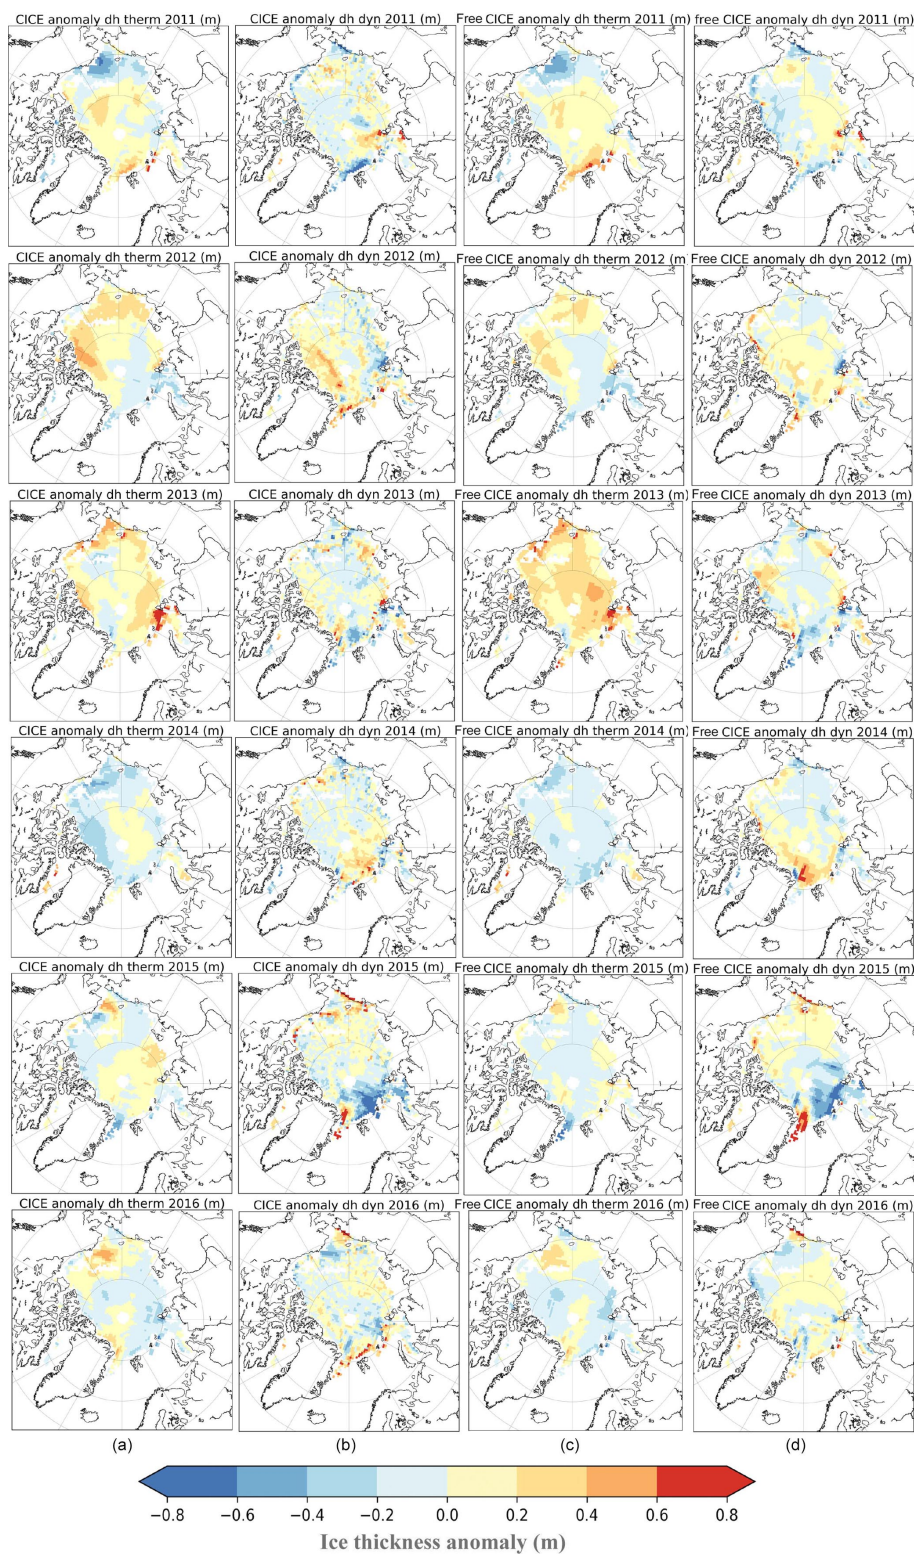 CICE anomaly dh therm 2011 (m) CICE anomaly dh dyn 2011 (m) Free CICE anomaly dh therm 2011 (m) free CICE anomaly dh dyn 2011 (m)
CICE anomaly dh therm 2012 (m) CICE anomaly dh dyn 2012 (m) Free CICE anomaly dh therm 2012 (m) Free CICE anomaly dh dyn 2012 (m)
CICE anomaly dh therm 2013 (m) CICE anomaly dh dyn 2013 (m) Free CICE anomaly dh therm 2013 (m) Free CICE anomaly dh dyn 2013 (m)
CICE anomaly dh therm 2014 (m) CICE anomaly dh dyn 2014 (m) Free CICE anomaly dh therm 2014 (m) Free CICE anomaly dh dyn 2014 (m)
CICE anomaly dh therm 2015 (m) CICE anomaly dh dyn 2015 (m) Free CICE anomaly dh therm 2015 (m) Free CICE anomaly dh dyn 2015 (m)
CICE anomaly dh therm 2016 (m) CICE anomaly dh dyn 2016 (m) Free CICE anomaly dh therm 2016 (m) Free CICE anomaly dh dyn 2016 (m)
(a) (b) (c) (d)
−0.8 −0.6 −0.4 −0.2 0.0 0.2 0.4 0.6 0.8
Ice thickness anomaly (m)